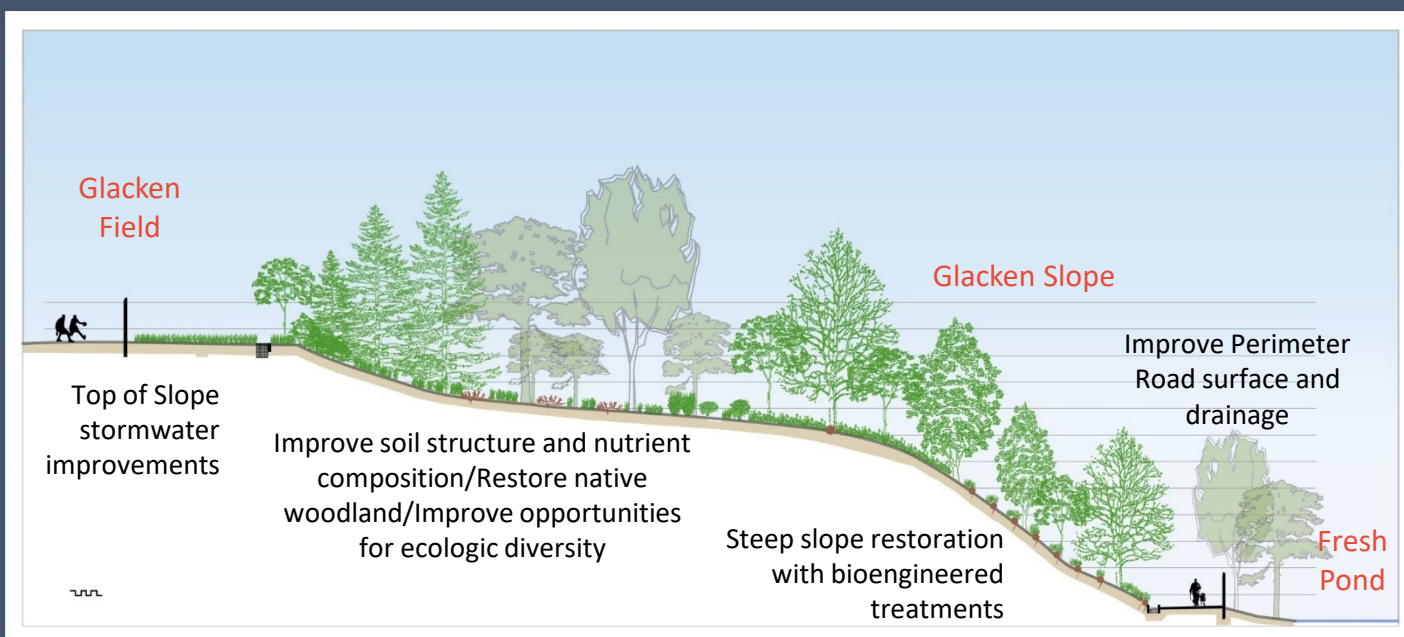 Glacken
Field
Glacken Slope
Improve Perimeter
Road surface and
drainage
Top of Slope
stormwater
improvements
Improve soil structure and nutrient
composition/Restore native
woodland/Improve opportunities
for ecologic diversity
Steep slope restoration
with bioengineered
treatments
Fresh
Pond